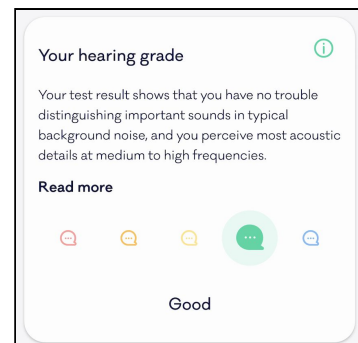 Your hearing grade
Your test result shows that you have no trouble
distinguishing important sounds in typical
background noise, and you perceive most acoustic
details at medium to high frequencies.
Read more
Good